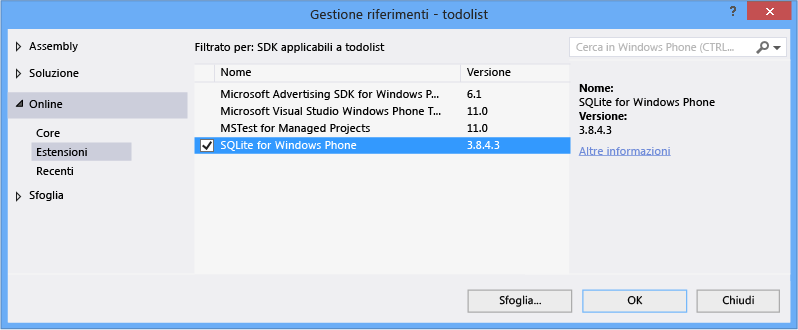 Gestione riferimenti - todolist
?
Assembly
Soluzione
Online
Core
Estensioni
Recenti
Sfoglia
Filtrato per: SDK applicabili a todolist
Cerca in Windows Phone (CTRL...
Nome Versione
Microsoft Advertising SDK for Windows P... 6.1
Microsoft Visual Studio Windows Phone T... 11.0
MSTest for Managed Projects 11.0
SQLite for Windows Phone 3.8.4.3
Nome:
SQLite for Windows Phone
Versione:
3.8.4.3
Altre informazioni
Sfoglia... OK Chiudi